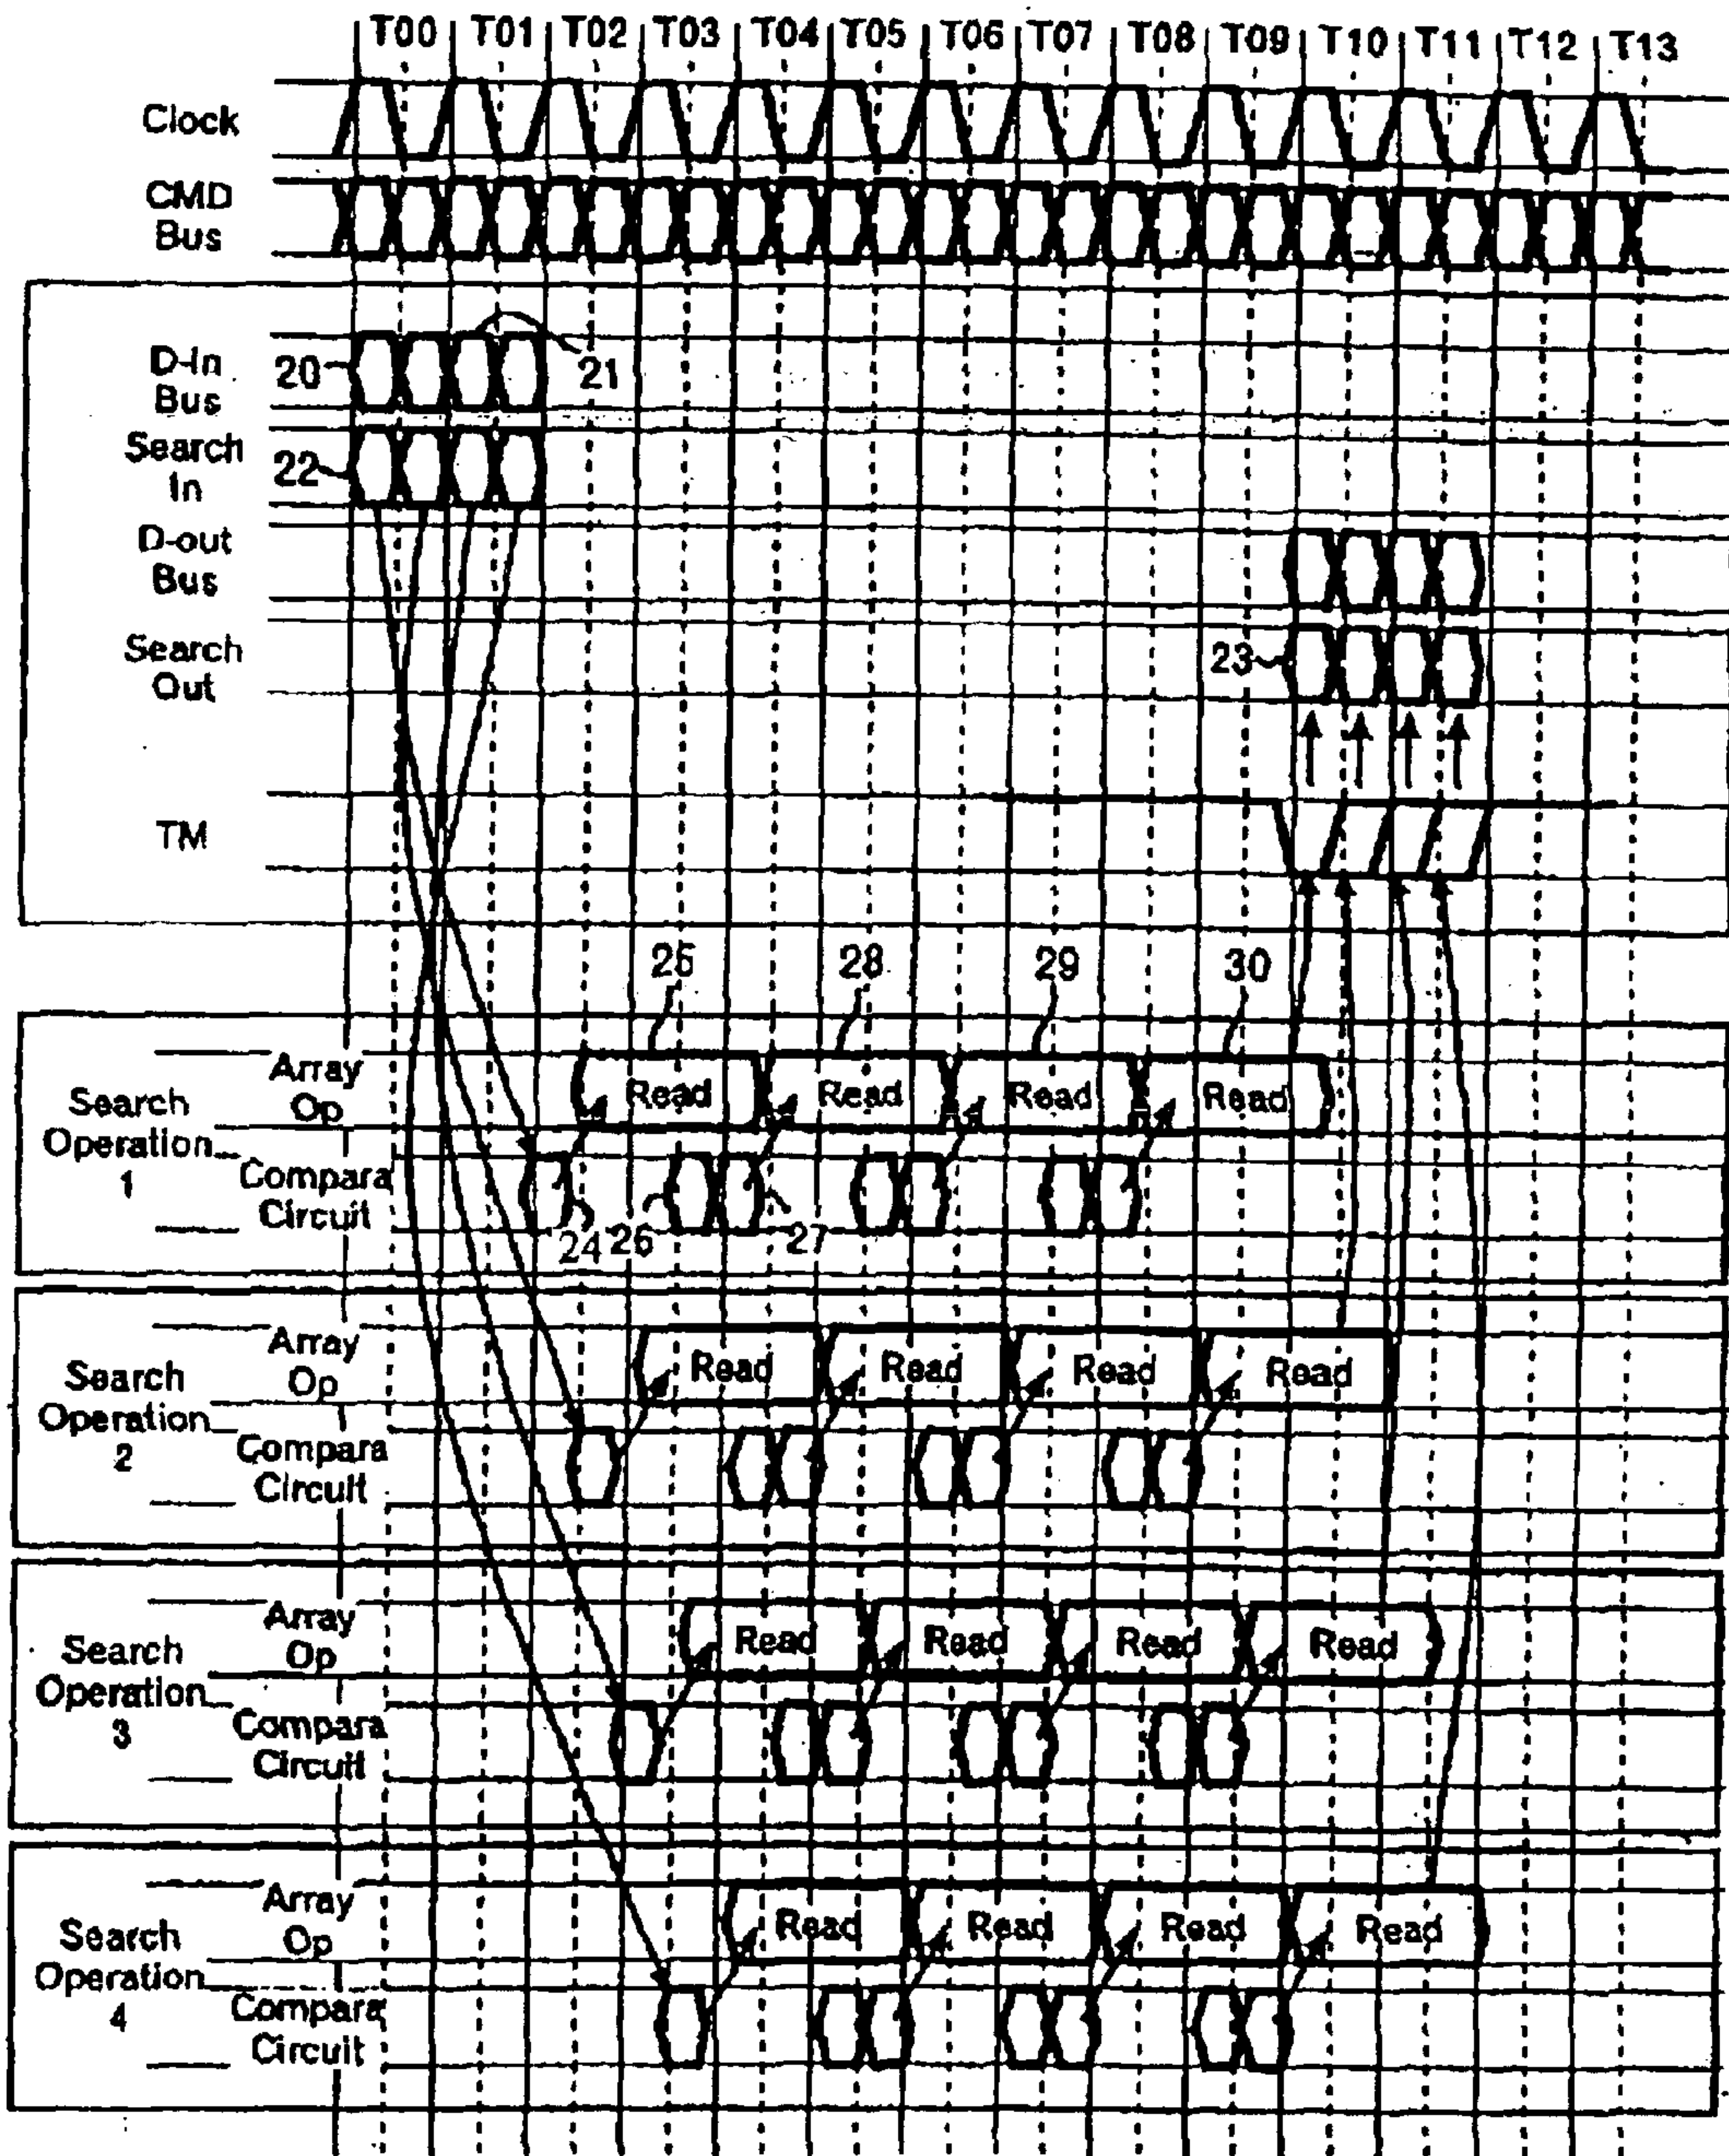 T00 T01 T02 T03 T04 T05 T06 T07 T08 T09 T10 T11 T12 T13
Clock
CMD
Bus
D-In
Bus
20
21
Search
In
22
D-out
Bus
Search
Out
23
TM
25 28 29 30
Search
Operation
1
Array
Op
Read Read Read Read
Compara
Circuit
24 26 27
Search
Operation
2
Array
Op
Read Read Read Read
Compara
Circuit
Search
Operation
3
Array
Op
Read Read Read Read
Compara
Circuit
Search
Operation
4
Array
Op
Read Read Read Read
Compara
Circuit